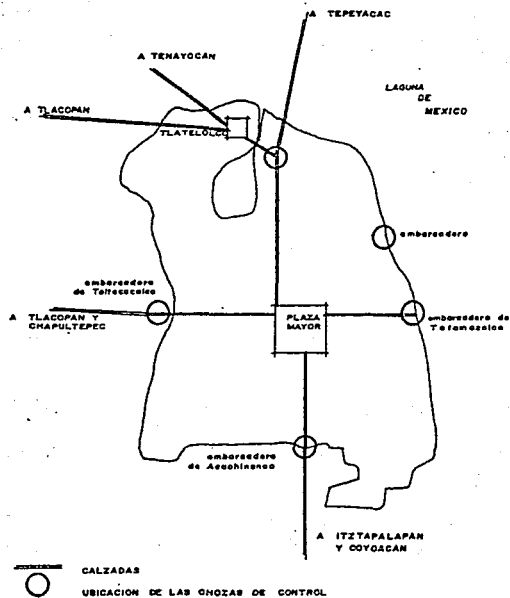 A TEPEYACAC
A TENAYOCAN
LAGUNA
DE
MEXICO
A TLACOPAN
TLATELOLCO
embarcadero
embarcadero
de Toltecacalco
A TLACOPAN Y
CHAPULTEPEC
PLAZA
MAYOR
embarcadero de
Tetamazolco
embarcadero
de Acachinanco
A ITZTAPALAPAN
Y COYOACAN
CALZADAS
UBICACION DE LAS CHOZAS DE CONTROL